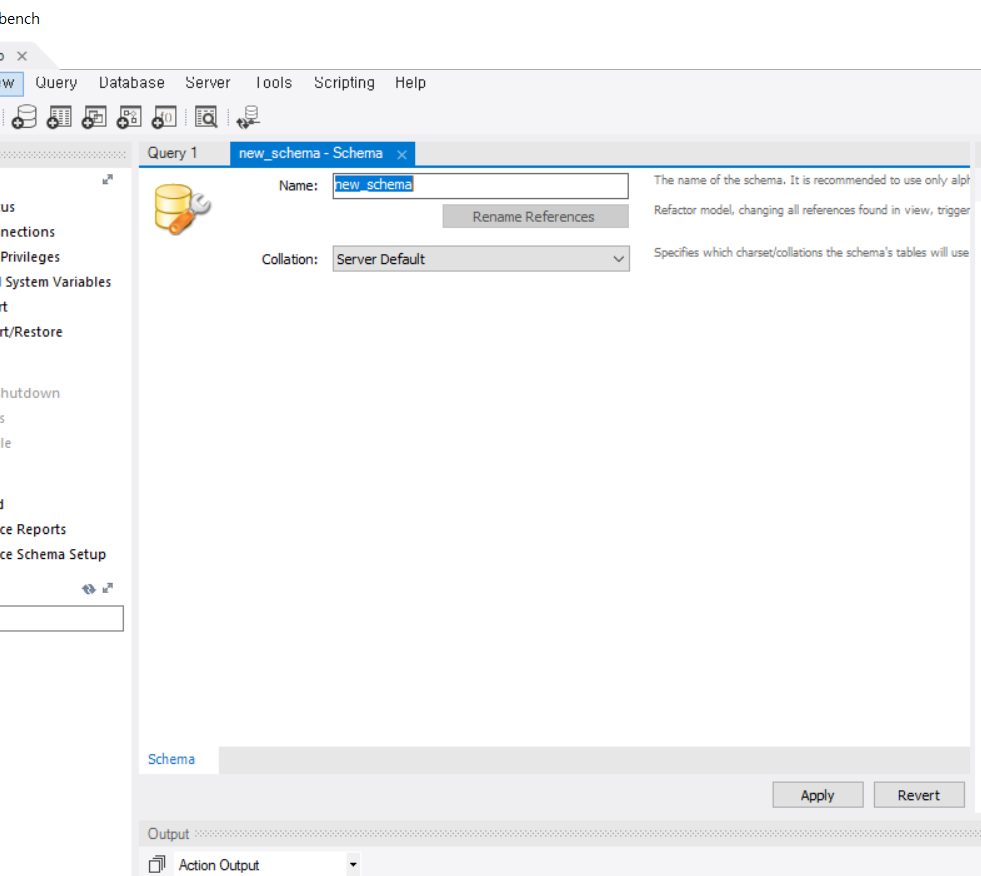 bench
Query Database Server Tools Scripting Help
Query 1
new_schema - Schema
Name: new_schema
The name of the schema. It is recommended to use only alph
Rename References
Refactor model, changing all references found in view, trigger
Collation: Server Default
Specifies which charset/collations the schema's tables will use
us
nections
Privileges
System Variables
rt
rt/Restore
hutdown
s
le
d
ce Reports
ce Schema Setup
Schema
Apply
Revert
Output
Action Output